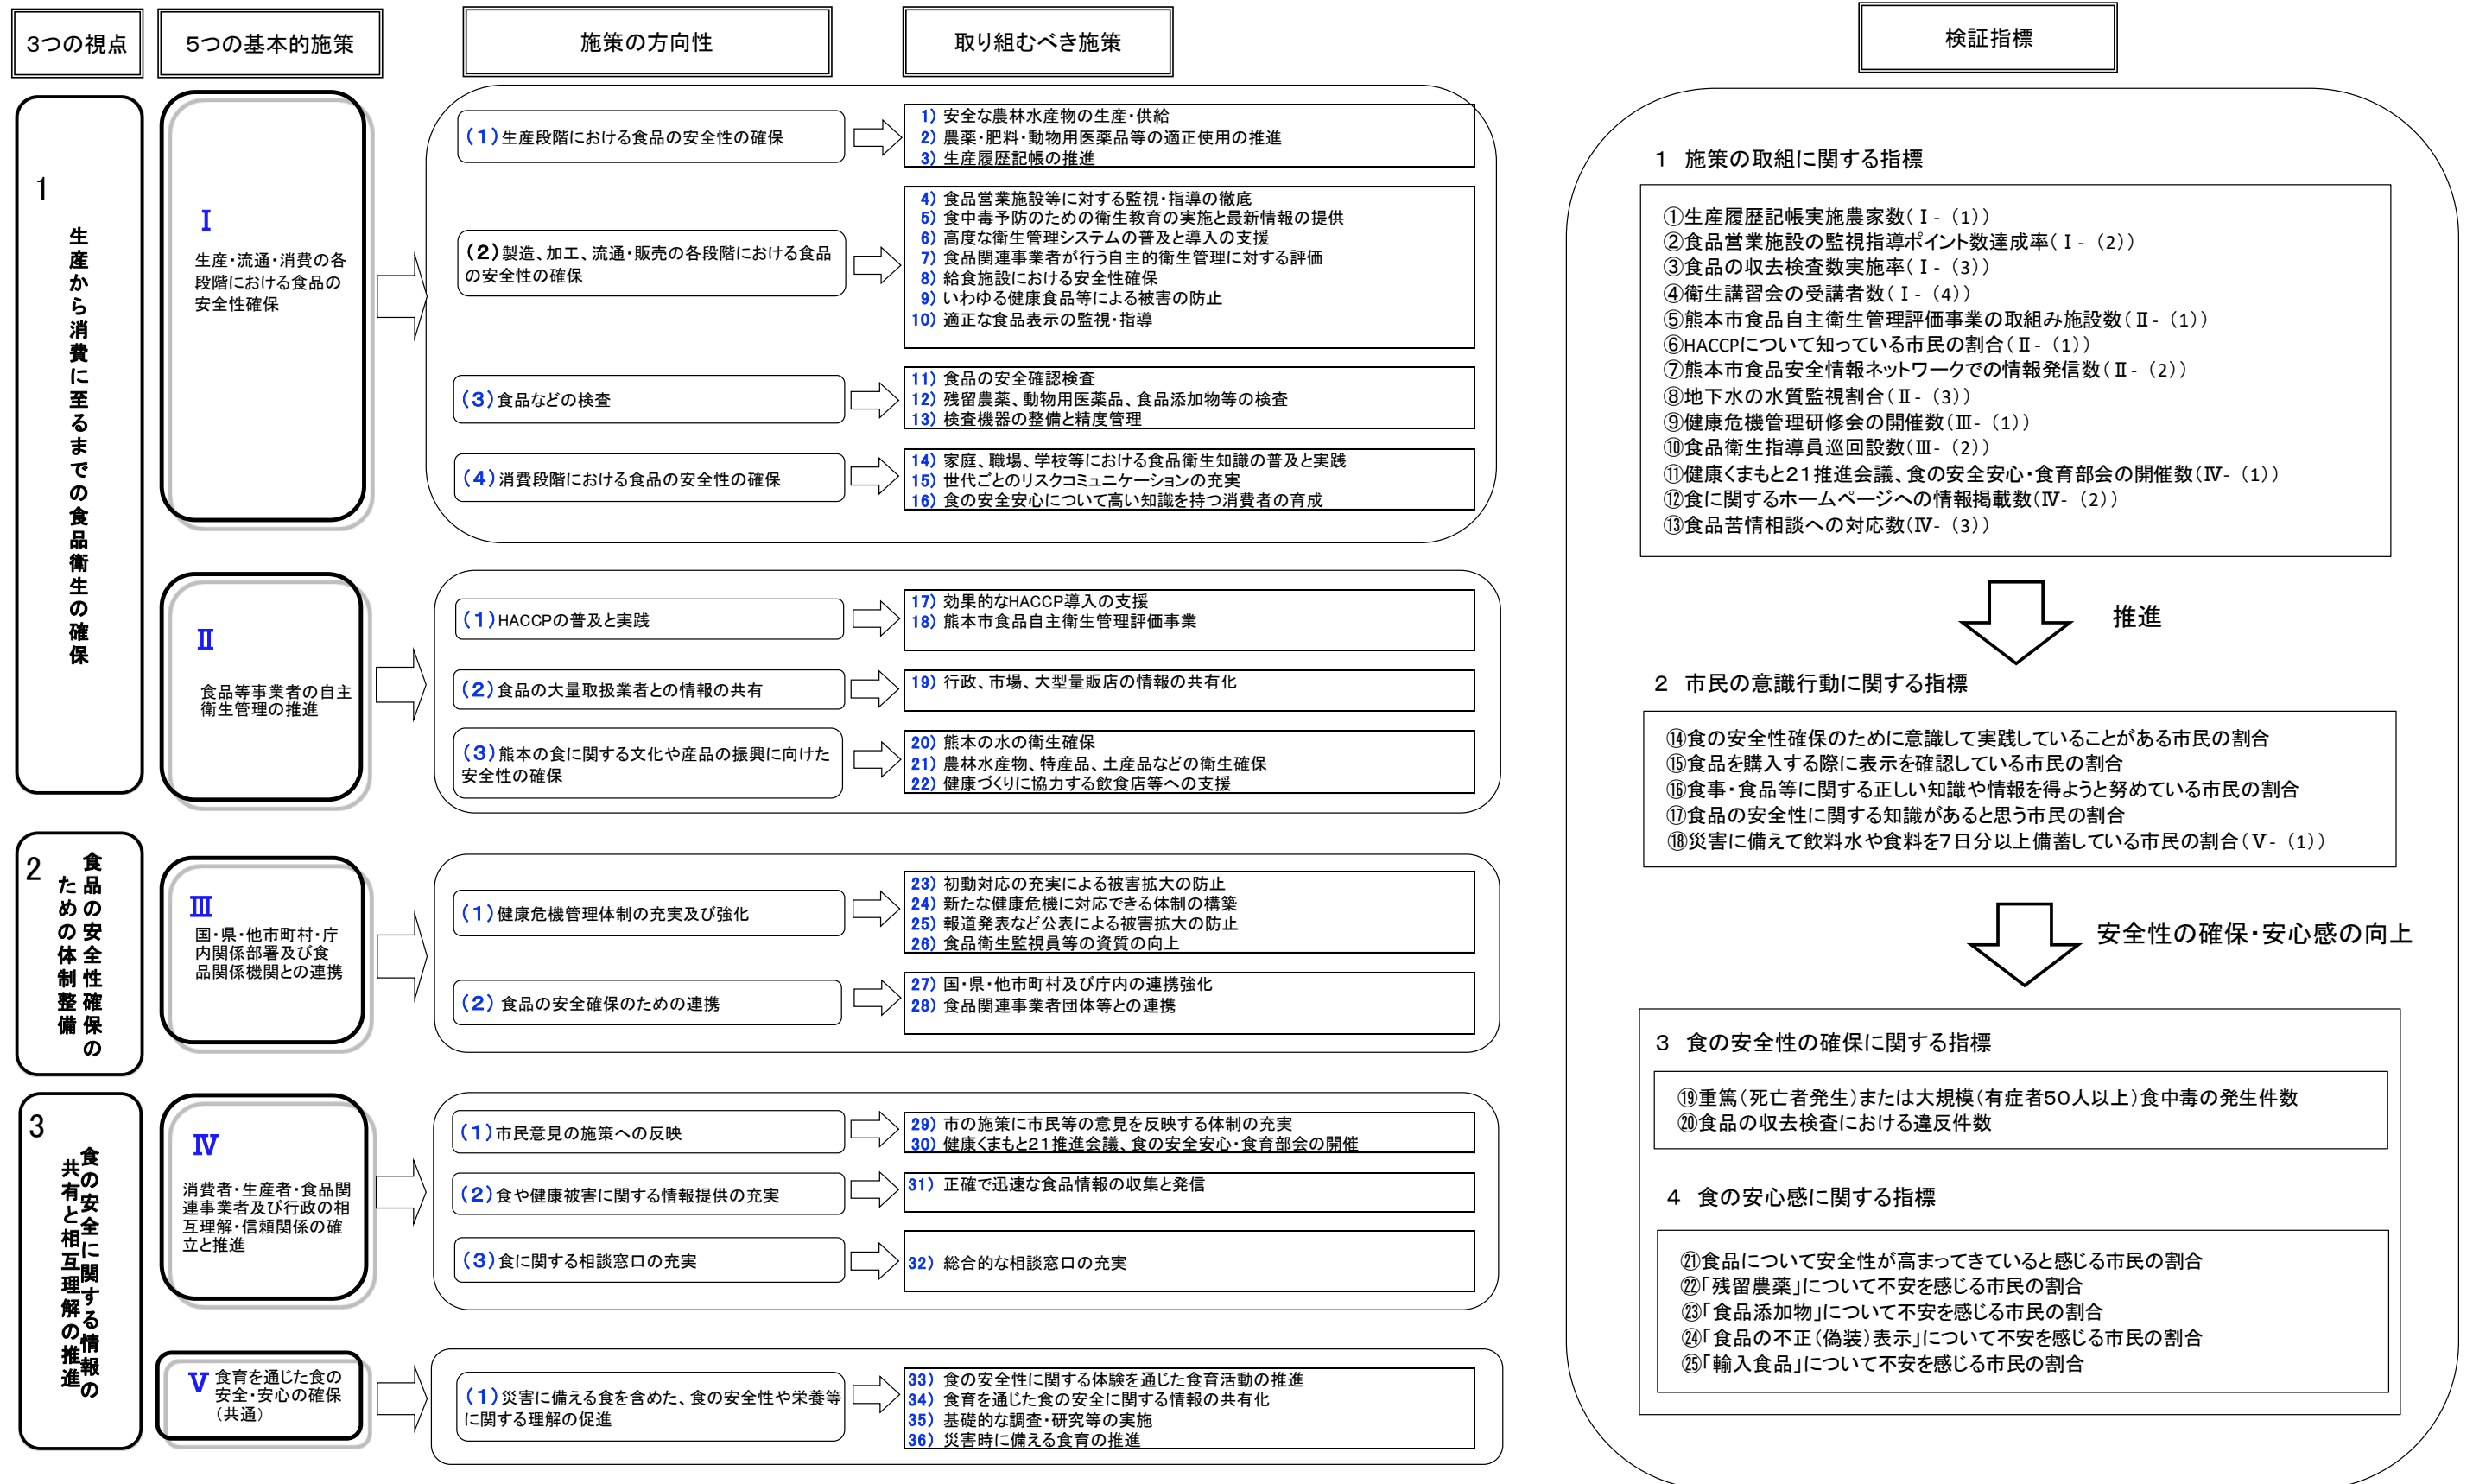 3つの視点
5つの基本的施策
施策の方向性
取り組むべき施策
検証指標
1
生産から消費に至るまでの食品衛生の確保
Ⅰ
生産・流通・消費の各
段階における食品の
安全性確保
(1)生産段階における食品の安全性の確保
1) 安全な農林水産物の生産・供給
2) 農薬・肥料・動物用医薬品等の適正使用の推進
3) 生産履歴記帳の推進
(2)製造、加工、流通・販売の各段階における食品
の安全性の確保
4) 食品営業施設等に対する監視・指導の徹底
5) 食中毒予防のための衛生教育の実施と最新情報の提供
6) 高度な衛生管理システムの普及と導入の支援
7) 食品関連事業者が行う自主的衛生管理に対する評価
8) 給食施設における安全性確保
9) いわゆる健康食品等による被害の防止
10) 適正な食品表示の監視・指導
(3)食品などの検査
11) 食品の安全確認検査
12) 残留農薬、動物用医薬品、食品添加物等の検査
13) 検査機器の整備と精度管理
(4)消費段階における食品の安全性の確保
14) 家庭、職場、学校等における食品衛生知識の普及と実践
15) 世代ごとのリスクコミュニケーションの充実
16) 食の安全安心について高い知識を持つ消費者の育成
Ⅱ
食品等事業者の自主
衛生管理の推進
(1)HACCPの普及と実践
17) 効果的なHACCP導入の支援
18) 熊本市食品自主衛生管理評価事業
(2)食品の大量取扱業者との情報の共有
19) 行政、市場、大型量販店の情報の共有化
(3)熊本の食に関する文化や産品の振興に向けた
安全性の確保
20) 熊本の水の衛生確保
21) 農林水産物、特産品、土産品などの衛生確保
22) 健康づくりに協力する飲食店等への支援
2
食品の安全性確保の
ための体制整備
Ⅲ
国・県・他市町村・庁
内関係部署及び食
品関係機関との連携
(1)健康危機管理体制の充実及び強化
23) 初動対応の充実による被害拡大の防止
24) 新たな健康危機に対応できる体制の構築
25) 報道発表など公表による被害拡大の防止
26) 食品衛生監視員等の資質の向上
(2) 食品の安全確保のための連携
27) 国・県・他市町村及び庁内の連携強化
28) 食品関連事業者団体等との連携
3
食の安全に関する情報の
共有と相互理解の推進
Ⅳ
消費者・生産者・食品関
連事業者及び行政の相
互理解・信頼関係の確
立と推進
(1)市民意見の施策への反映
29) 市の施策に市民等の意見を反映する体制の充実
30) 健康くまもと21推進会議、食の安全安心・食育部会の開催
(2)食や健康被害に関する情報提供の充実
31) 正確で迅速な食品情報の収集と発信
(3)食に関する相談窓口の充実
32) 総合的な相談窓口の充実
Ⅴ 食育を通じた食の
安全・安心の確保
(共通)
(1)災害に備える食を含めた、食の安全性や栄養等
に関する理解の促進
33) 食の安全性に関する体験を通じた食育活動の推進
34) 食育を通じた食の安全に関する情報の共有化
35) 基礎的な調査・研究等の実施
36) 災害時に備える食育の推進
1 施策の取組に関する指標
①生産履歴記帳実施農家数(Ⅰ-(1))
②食品営業施設の監視指導ポイント数達成率(Ⅰ-(2))
③食品の収去検査数実施率(Ⅰ-(3))
④衛生講習会の受講者数(Ⅰ-(4))
⑤熊本市食品自主衛生管理評価事業の取組み施設数(Ⅱ-(1))
⑥HACCPについて知っている市民の割合(Ⅱ-(1))
⑦熊本市食品安全情報ネットワークでの情報発信数(Ⅱ-(2))
⑧地下水の水質監視割合(Ⅱ-(3))
⑨健康危機管理研修会の開催数(Ⅲ-(1))
⑩食品衛生指導員巡回設数(Ⅲ-(2))
⑪健康くまもと21推進会議、食の安全安心・食育部会の開催数(Ⅳ-(1))
⑫食に関するホームページへの情報掲載数(Ⅳ-(2))
⑬食品苦情相談への対応数(Ⅳ-(3))
推進
2 市民の意識行動に関する指標
⑭食の安全性確保のために意識して実践していることがある市民の割合
⑮食品を購入する際に表示を確認している市民の割合
⑯食事・食品等に関する正しい知識や情報を得ようと努めている市民の割合
⑰食品の安全性に関する知識があると思う市民の割合
⑱災害に備えて飲料水や食料を7日分以上備蓄している市民の割合(Ⅴ-(1))
安全性の確保・安心感の向上
3 食の安全性の確保に関する指標
⑲重篤(死亡者発生)または大規模(有症者50人以上)食中毒の発生件数
⑳食品の収去検査における違反件数
4 食の安心感に関する指標
㉑食品について安全性が高まってきていると感じる市民の割合
㉒「残留農薬」について不安を感じる市民の割合
㉓「食品添加物」について不安を感じる市民の割合
㉔「食品の不正(偽装)表示」について不安を感じる市民の割合
㉕「輸入食品」について不安を感じる市民の割合